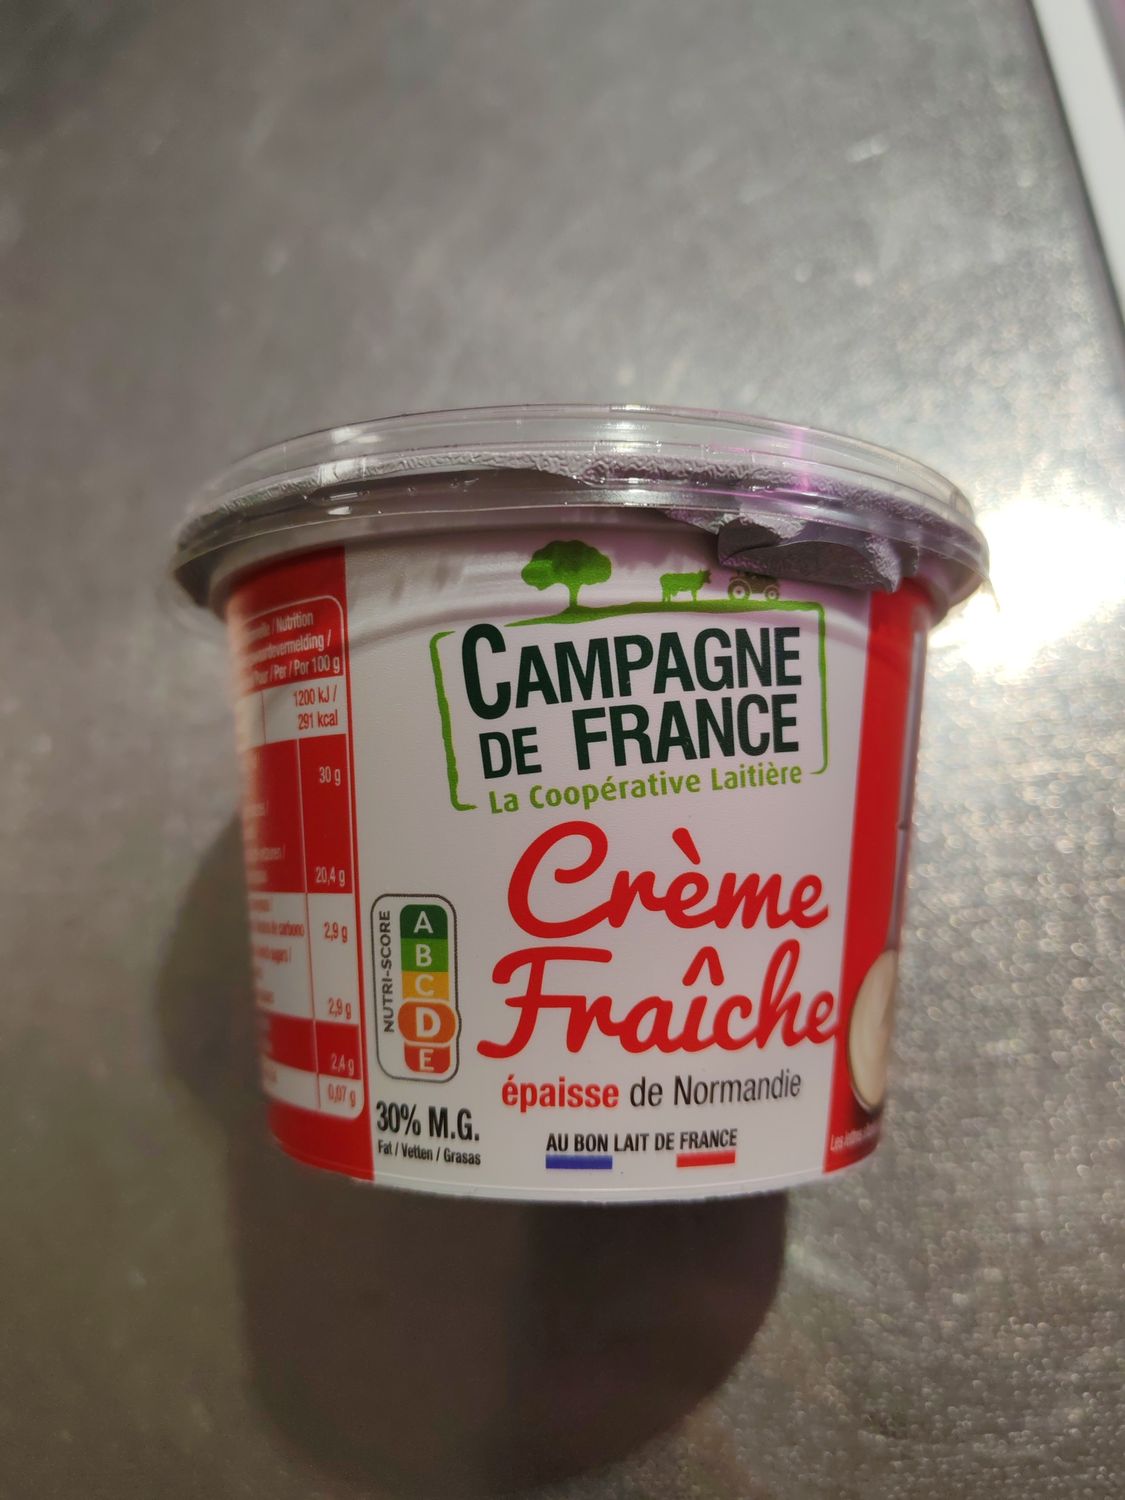 Nutrition
Per / Por 100 g
1200 kJ /
291 kcal
30 g
20,4 g
2,9 g
2,9 g
2,4 g
0,07 g
CAMPAGNE
DE FRANCE
La Coopérative Laitière
Crème
Fraîche
épaisse de Normandie
AU BON LAIT DE FRANCE
NUTRI-SCORE
A
B
C
D
E
30% M.G.
Fat / Vetten / Grasas